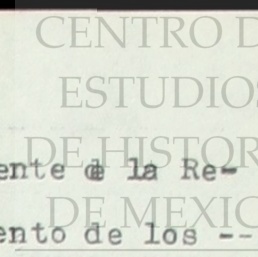 CENTRO D
ESTUDIOS
DE HISTOR
ente de la Re-
DE MEXIC
ento de los --